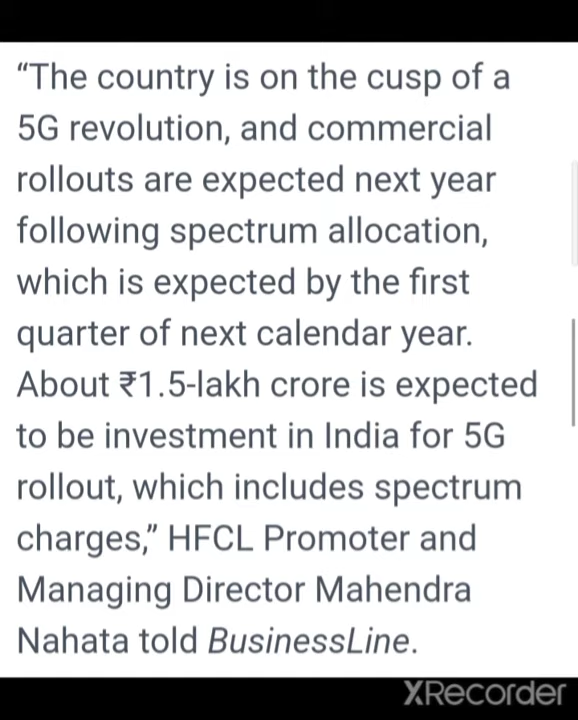 “The country is on the cusp of a
5G revolution, and commercial
rollouts are expected next year
following spectrum allocation,
which is expected by the first
quarter of next calendar year.
About ₹1.5-lakh crore is expected
to be investment in India for 5G
rollout, which includes spectrum
charges,” HFCL Promoter and
Managing Director Mahendra
Nahata told BusinessLine.
XRecorder